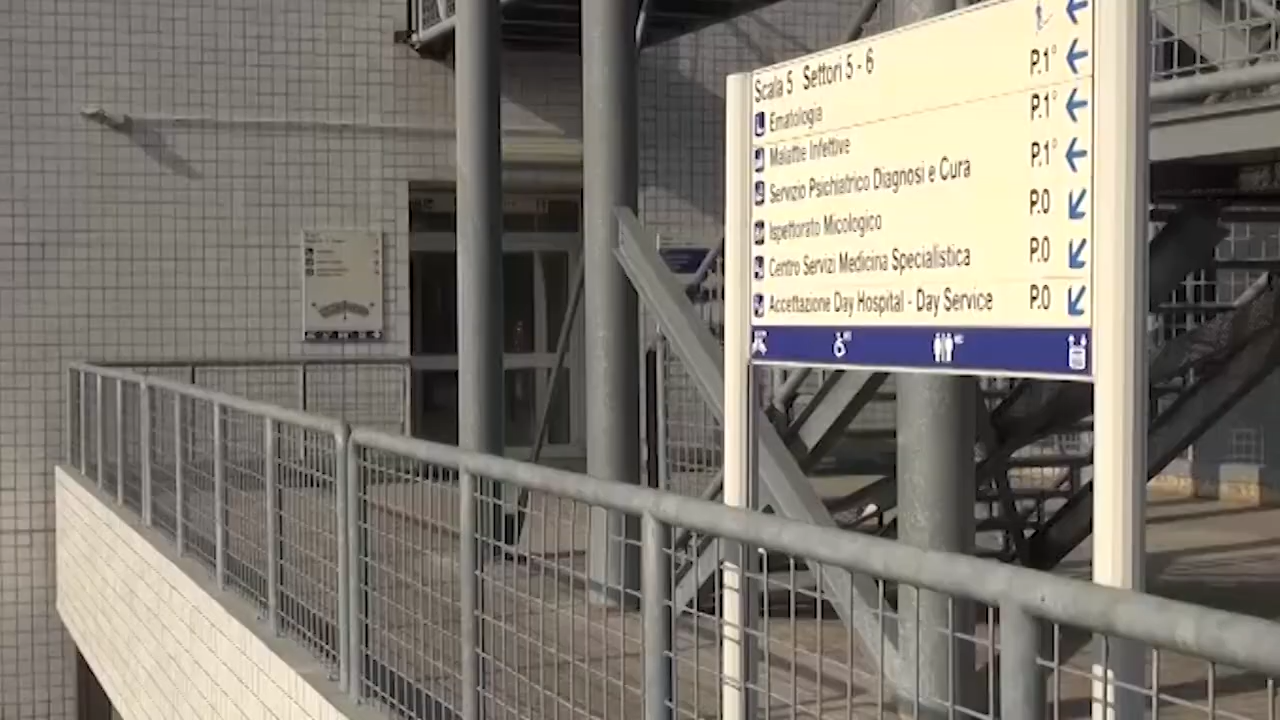 Scala 5 Settori 5 - 6
Ematologia P.1° ←
Malattie Infettive P.1° ←
Servizio Psichiatrico Diagnosi e Cura P.1° ←
Ispettorato Micologico P.0 ↙
Centro Servizi Medicina Specialistica P.0 ↙
Accettazione Day Hospital - Day Service P.0 ↙